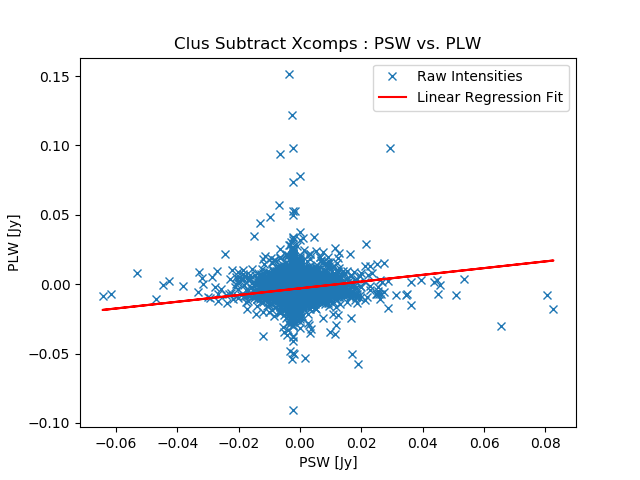 Clus Subtract Xcomps : PSW vs. PLW
Raw Intensities
Linear Regression Fit
PLW [Jy]
0.15
0.10
0.05
0.00
−0.05
−0.10
−0.06 −0.04 −0.02 0.00 0.02 0.04 0.06 0.08
PSW [Jy]